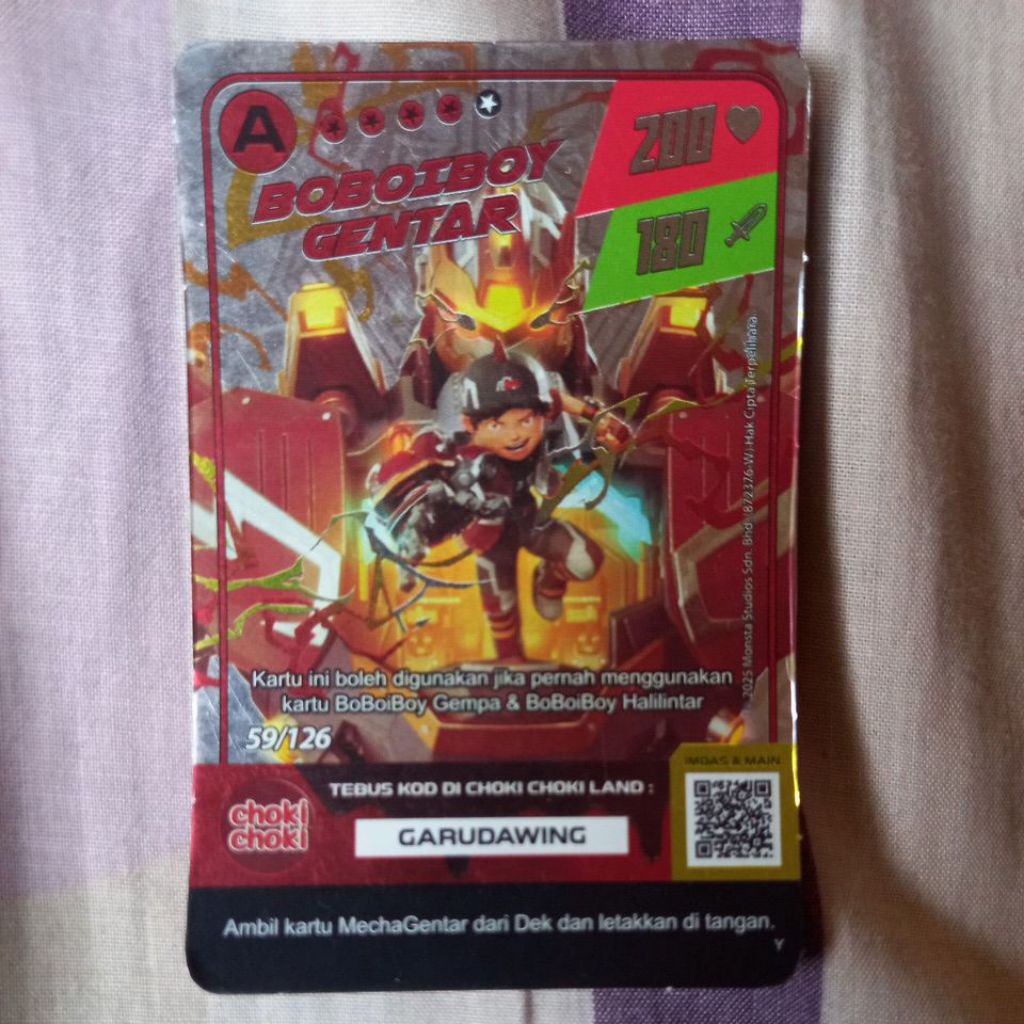 A
BOBOIBOY
GENTAR
200
180
©2025 Monsta Studios Sdn. Bhd. (872376-W) Hak Cipta Terpelihara
Kartu ini boleh digunakan jika pernah menggunakan
kartu BoBoiBoy Gempa & BoBoiBoy Halilintar
59/126
IMBAS & MAIN
TEBUS KOD DI CHOKI CHOKI LAND :
choki
choki
GARUDAWING
Ambil kartu MechaGentar dari Dek dan letakkan di tangan.
Y